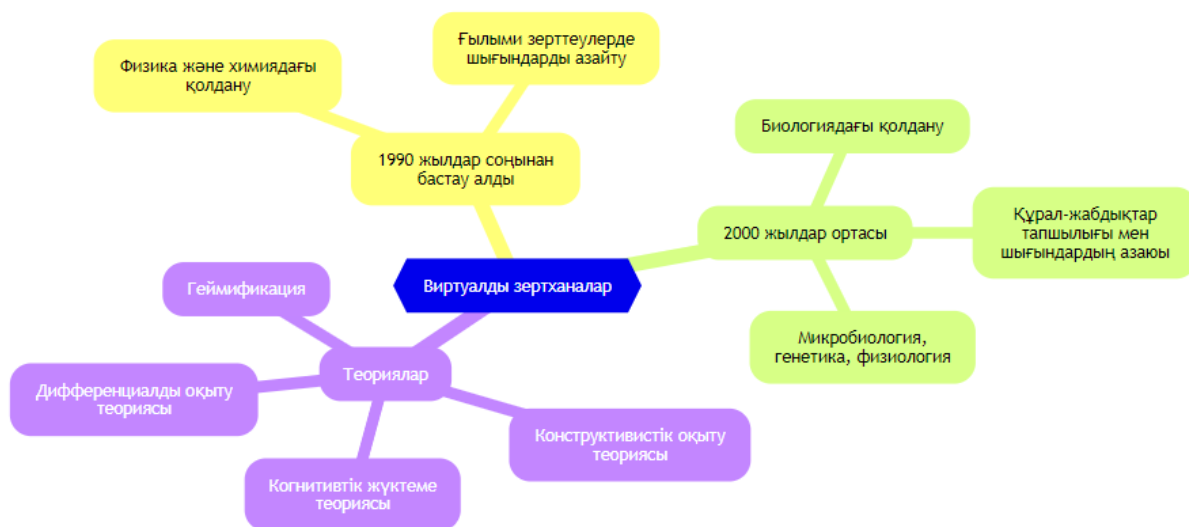 Ғылыми зерттеулерде
шығындарды азайту
Физика және химиядағы
қолдану
1990 жылдар соңынан
бастау алды
Биологиядағы қолдану
2000 жылдар ортасы
Құрал-жабдықтар
тапшылығы мен
шығындардың азаюы
Микробиология,
генетика, физиология
Виртуалды зертханалар
Геймификация
Теориялар
Дифференциалды оқыту
теориясы
Конструктивистік оқыту
теориясы
Когнитивтік жүктеме
теориясы